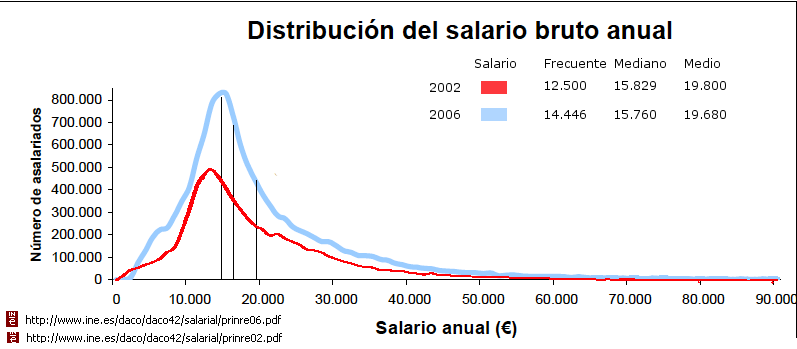 Distribución del salario bruto anual
Salario Frecuente Mediano Medio
2002 12.500 15.829 19.800
2006 14.446 15.760 19.680
Número de asalariados
800.000
700.000
600.000
500.000
400.000
300.000
200.000
100.000
0
0 10.000 20.000 30.000 40.000 50.000 60.000 70.000 80.000 90.000
Salario anual (€)
http://www.ine.es/daco/daco42/salarial/prinre06.pdf
http://www.ine.es/daco/daco42/salarial/prinre02.pdf